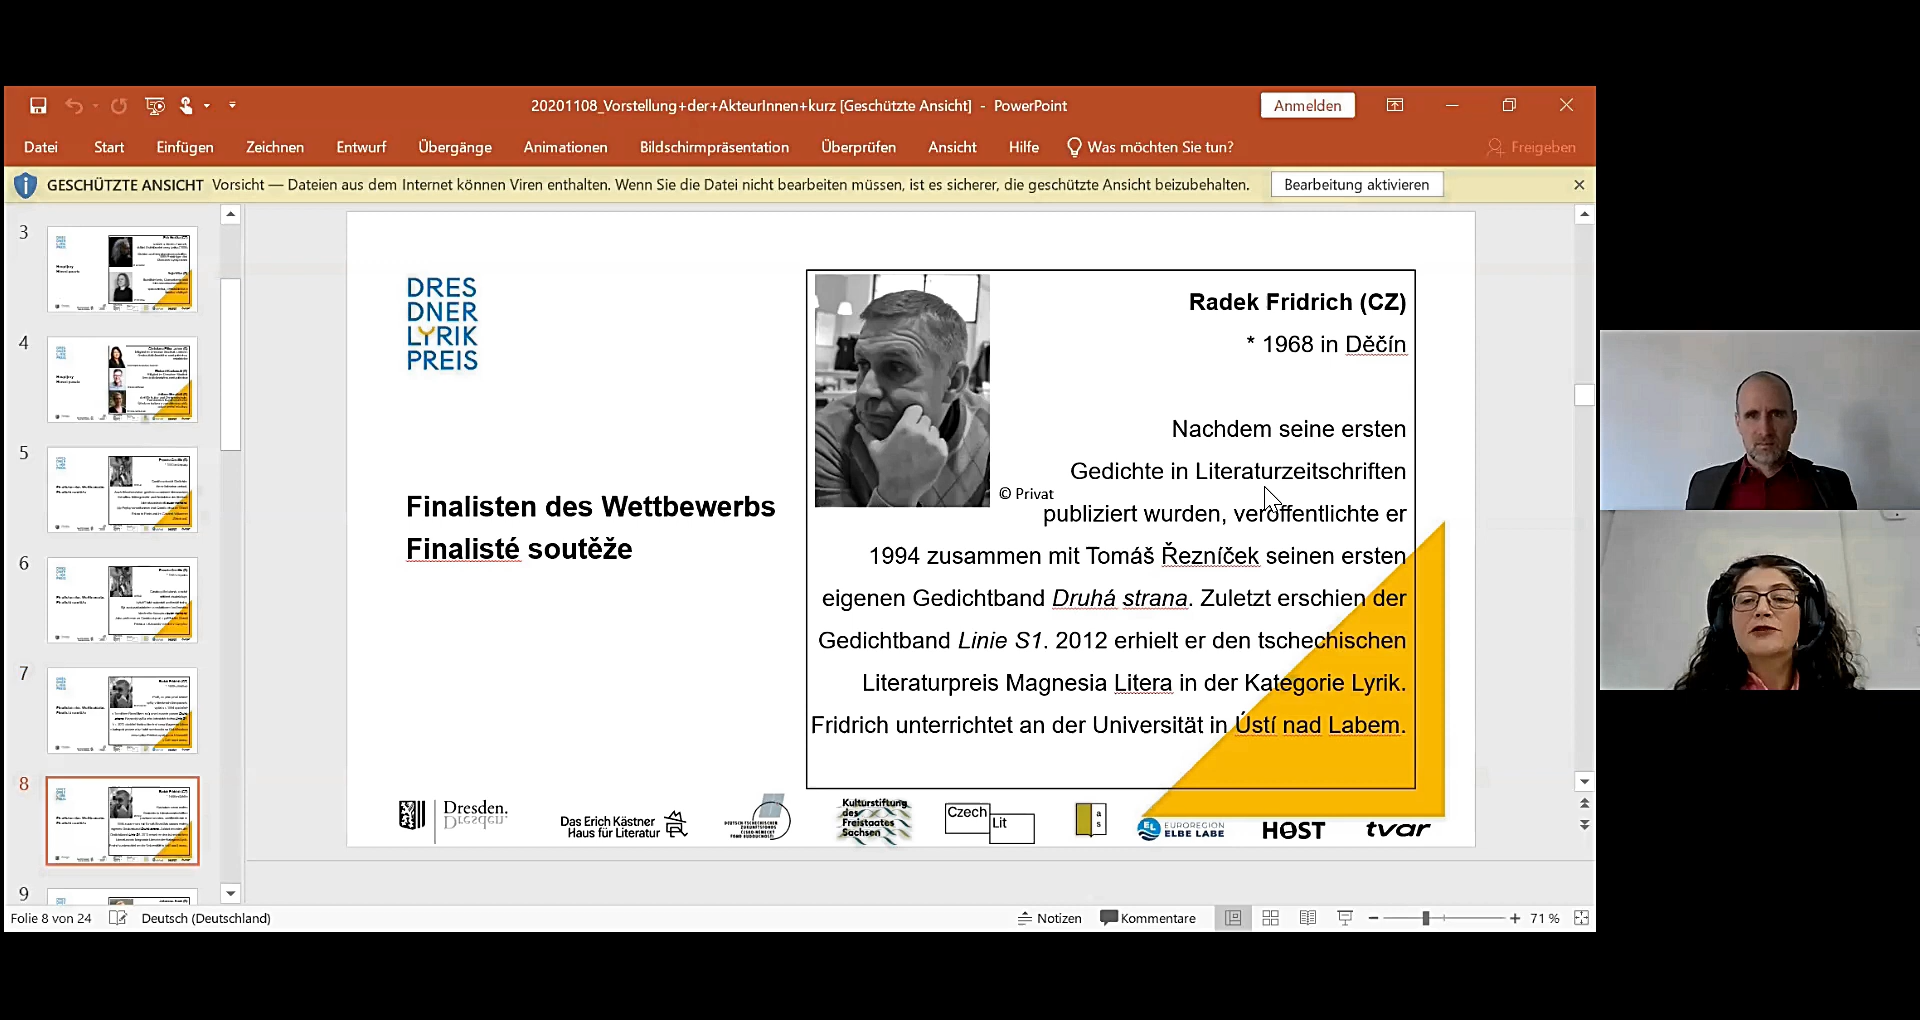 20201108_Vorstellung+der+AkteurInnen+kurz [Geschützte Ansicht] - PowerPoint
Anmelden
Datei Start Einfügen Zeichnen Entwurf Übergänge Animationen Bildschirmpräsentation Überprüfen Ansicht Hilfe Was möchten Sie tun? Freigeben
GESCHÜTZTE ANSICHT Vorsicht — Dateien aus dem Internet können Viren enthalten. Wenn Sie die Datei nicht bearbeiten müssen, ist es sicherer, die geschützte Ansicht beizubehalten. Bearbeitung aktivieren
3
4
5
6
7
8
9
DRES
DNER
LYRIK
PREIS
Finalisten des Wettbewerbs
Finalisté soutěže
Radek Fridrich (CZ)
* 1968 in Děčín
Nachdem seine ersten
Gedichte in Literaturzeitschriften
© Privat
publiziert wurden, veröffentlichte er
1994 zusammen mit Tomáš Řezníček seinen ersten
eigenen Gedichtband Druhá strana. Zuletzt erschien der
Gedichtband Linie S1. 2012 erhielt er den tschechischen
Literaturpreis Magnesia Litera in der Kategorie Lyrik.
Fridrich unterrichtet an der Universität in Ústí nad Labem.
Dresden.
Dresden.
Das Erich Kästner
Haus für Literatur
Kulturstiftung
des
Freistaates
Sachsen
Czech
Lit
a
s
EUROREGION
ELBE LABE
HOST
tvar
Folie 8 von 24 Deutsch (Deutschland) Notizen Kommentare 71 %